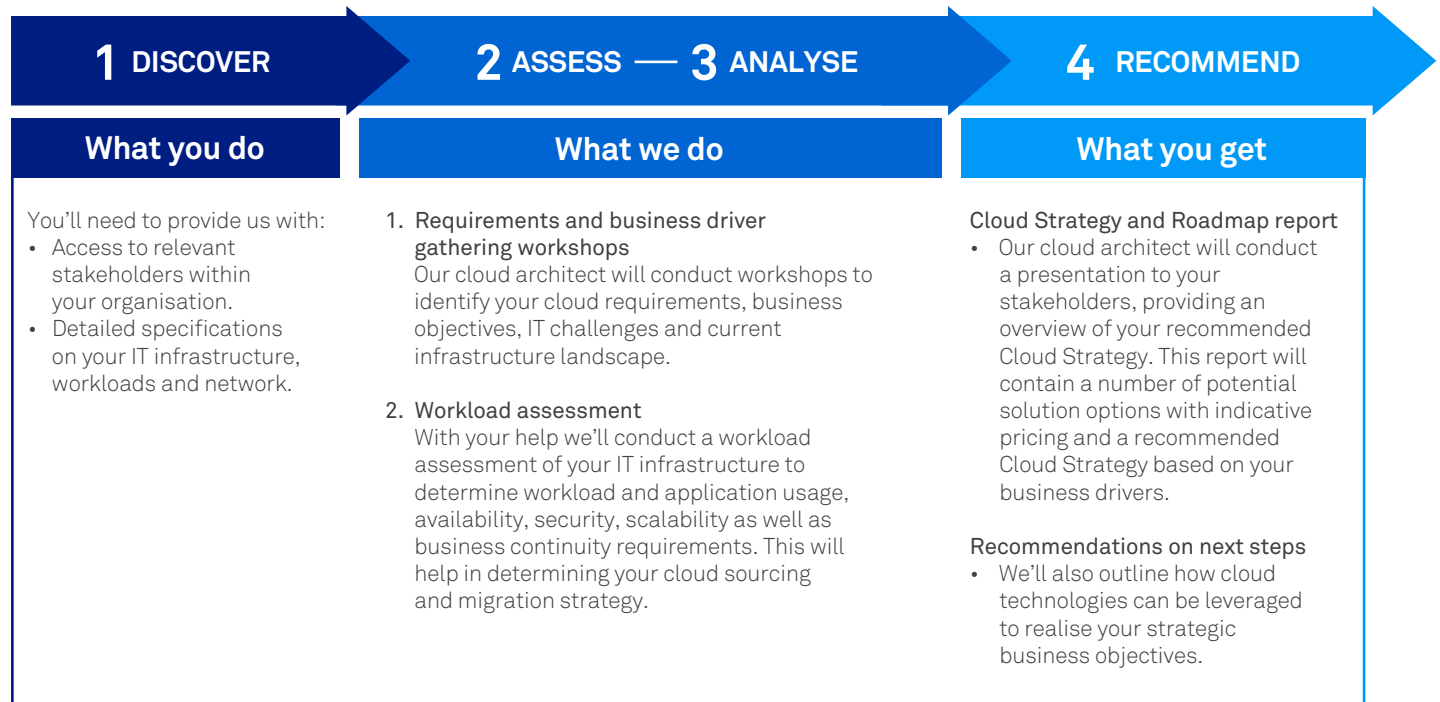 1 DISCOVER
2 ASSESS — 3 ANALYSE
4 RECOMMEND
What you do
You’ll need to provide us with:
• Access to relevant
stakeholders within
your organisation.
• Detailed specifications
on your IT infrastructure,
workloads and network.
What we do
1. Requirements and business driver
gathering workshops
Our cloud architect will conduct workshops to
identify your cloud requirements, business
objectives, IT challenges and current
infrastructure landscape.
2. Workload assessment
With your help we’ll conduct a workload
assessment of your IT infrastructure to
determine workload and application usage,
availability, security, scalability as well as
business continuity requirements. This will
help in determining your cloud sourcing
and migration strategy.
What you get
Cloud Strategy and Roadmap report
• Our cloud architect will conduct
a presentation to your
stakeholders, providing an
overview of your recommended
Cloud Strategy. This report will
contain a number of potential
solution options with indicative
pricing and a recommended
Cloud Strategy based on your
business drivers.
Recommendations on next steps
• We’ll also outline how cloud
technologies can be leveraged
to realise your strategic
business objectives.